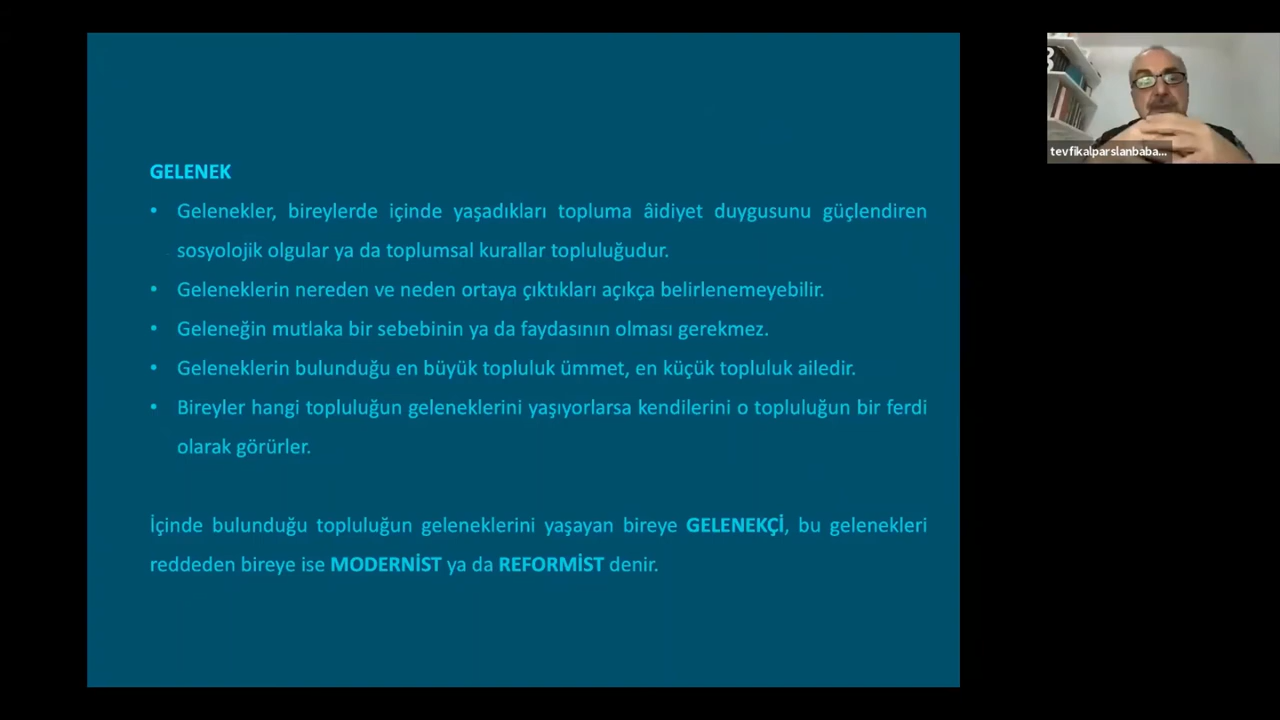 GELENEK
• Gelenekler, bireylerde içinde yaşadıkları topluma âidiyet duygusunu güçlendiren
sosyolojik olgular ya da toplumsal kurallar topluluğudur.
• Geleneklerin nereden ve neden ortaya çıktıkları açıkça belirlenemeyebilir.
• Geleneğin mutlaka bir sebebinin ya da faydasının olması gerekmez.
• Geleneklerin bulunduğu en büyük topluluk ümmet, en küçük topluluk ailedir.
• Bireyler hangi topluluğun geleneklerini yaşıyorlarsa kendilerini o topluluğun bir ferdi
olarak görürler.
İçinde bulunduğu topluluğun geleneklerini yaşayan bireye GELENEKÇİ, bu gelenekleri
reddeden bireye ise MODERNİST ya da REFORMİST denir.
tevfikalparslanbaba...